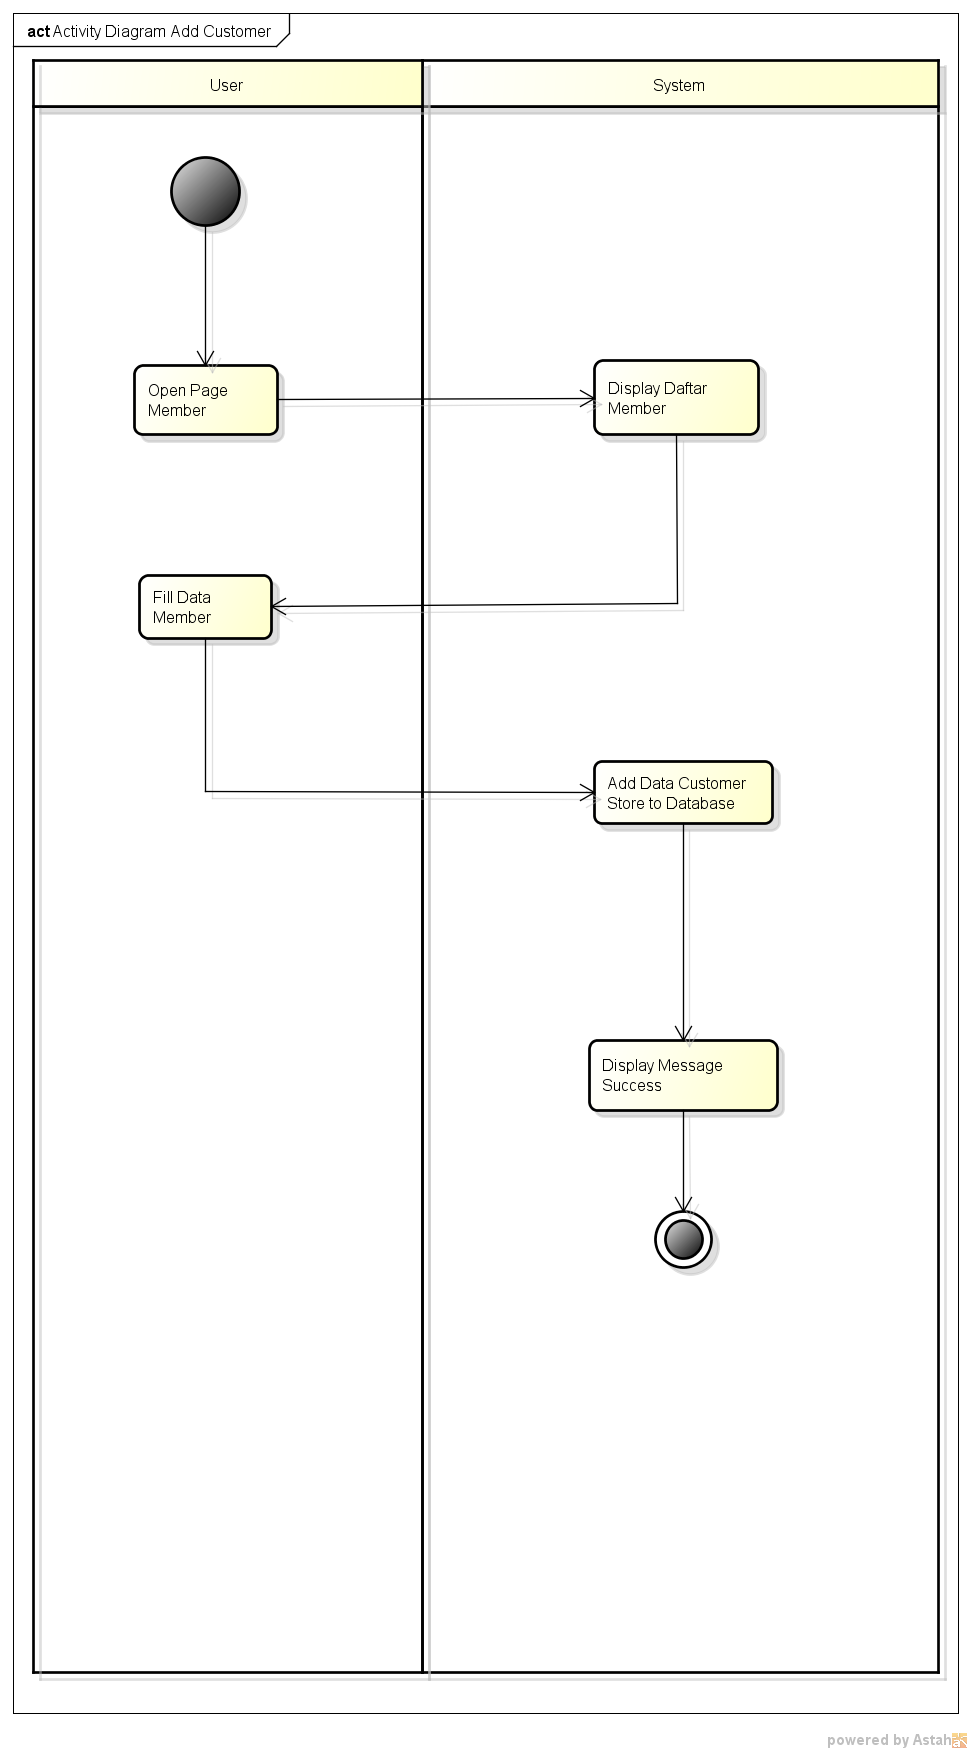 act Activity Diagram Add Customer
User
System
Open Page
Member
Display Daftar
Member
Fill Data
Member
Add Data Customer
Store to Database
Display Message
Success
powered by Astah